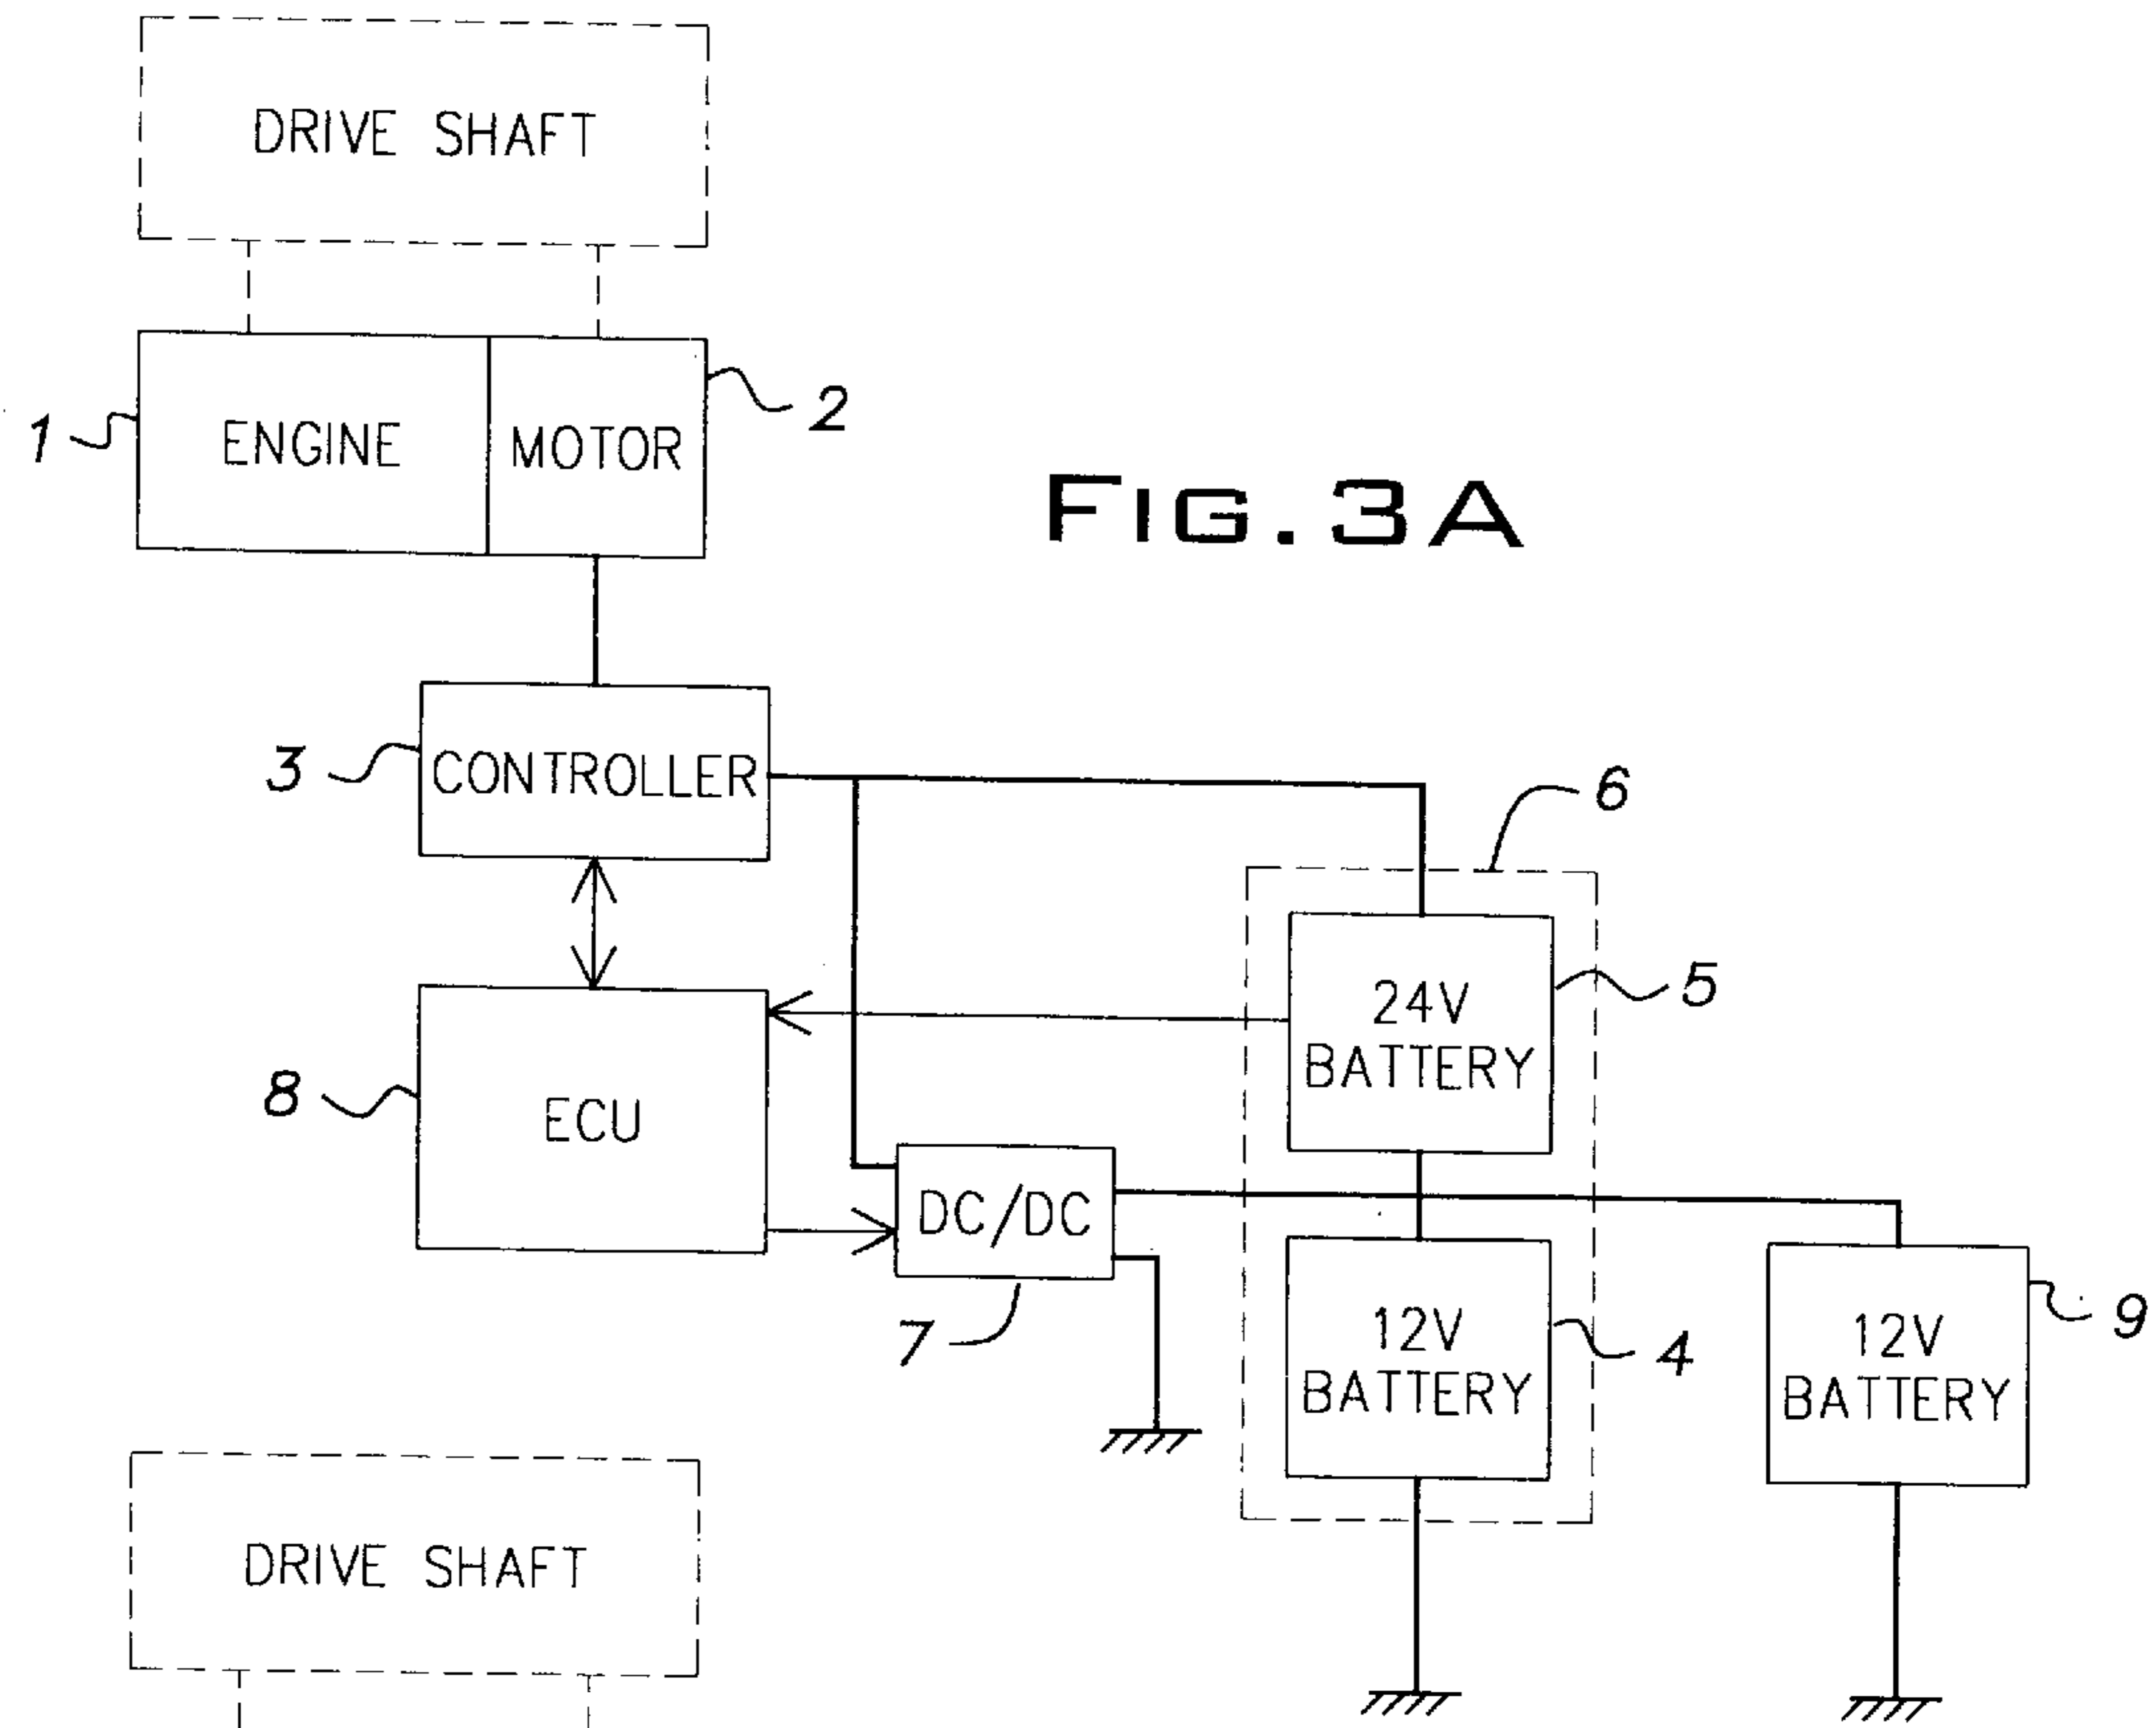 DRIVE SHAFT
1
ENGINE
MOTOR
2
FIG. 3A
3
CONTROLLER
6
24V
BATTERY
5
8
ECU
DC/DC
7
12V
BATTERY
4
12V
BATTERY
9
DRIVE SHAFT